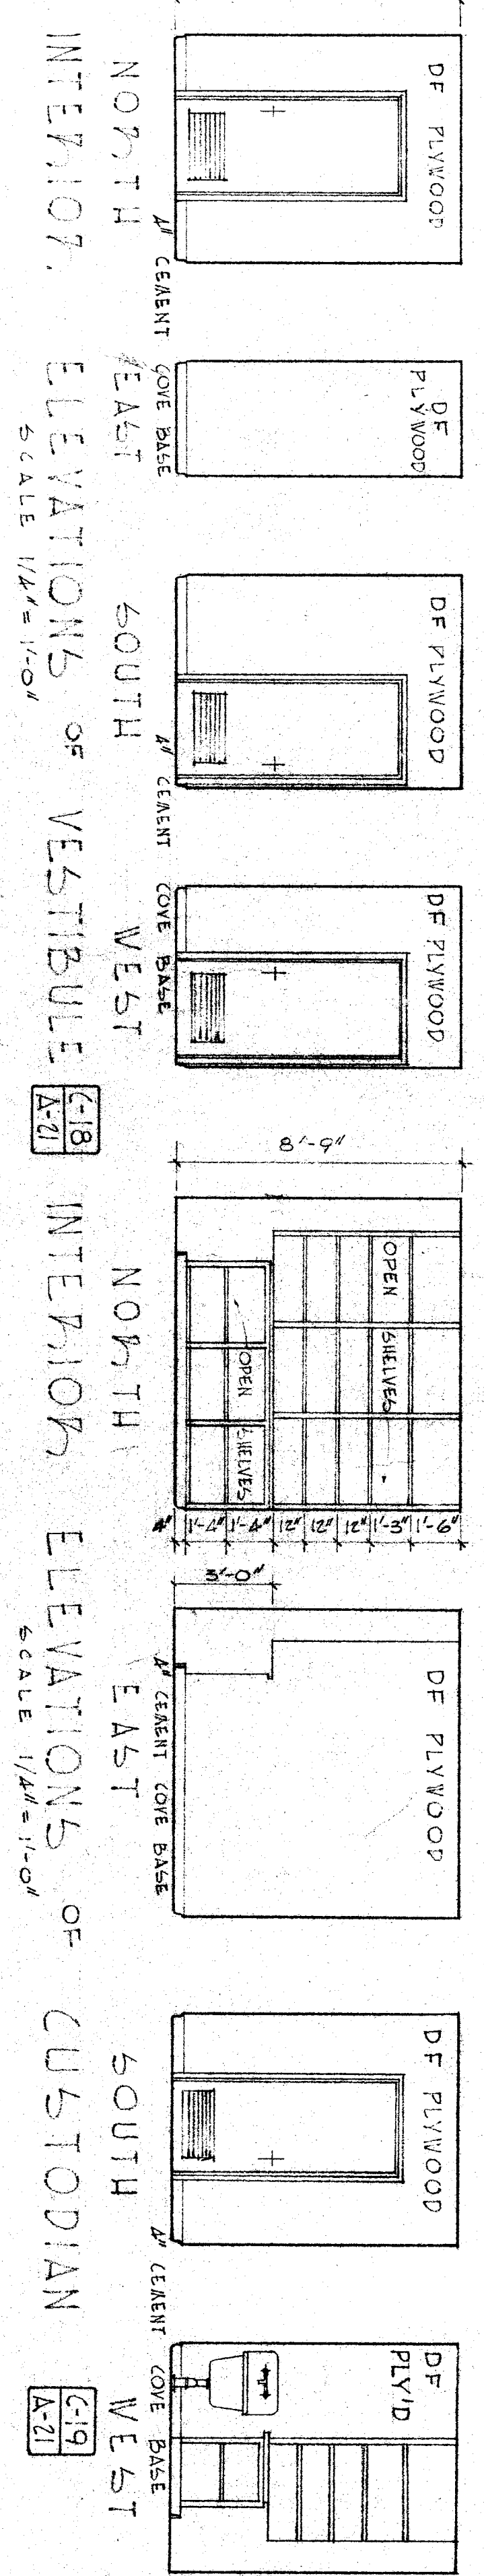 DF PLYWOOD
DF
PLYWOOD
DF PLYWOOD
DF PLYWOOD
4" CEMENT COVE BASE
4" CEMENT COVE BASE
NORTH
EAST
SOUTH
WEST
INTERIOR ELEVATIONS OF VESTIBULE
SCALE 1/4" = 1'-0"
C-18
A-21
8'-9"
OPEN SHELVES
OPEN SHELVES
1'-6"
1'-3"
12"
12"
12"
1'-4"
1'-4"
4"
3'-0"
DF PLYWOOD
DF PLYWOOD
DF
PLY'D
4" CEMENT COVE BASE
4" CEMENT COVE BASE
NORTH
EAST
SOUTH
WEST
INTERIOR ELEVATIONS OF CUSTODIAN
SCALE 1/4" = 1'-0"
C-19
A-21